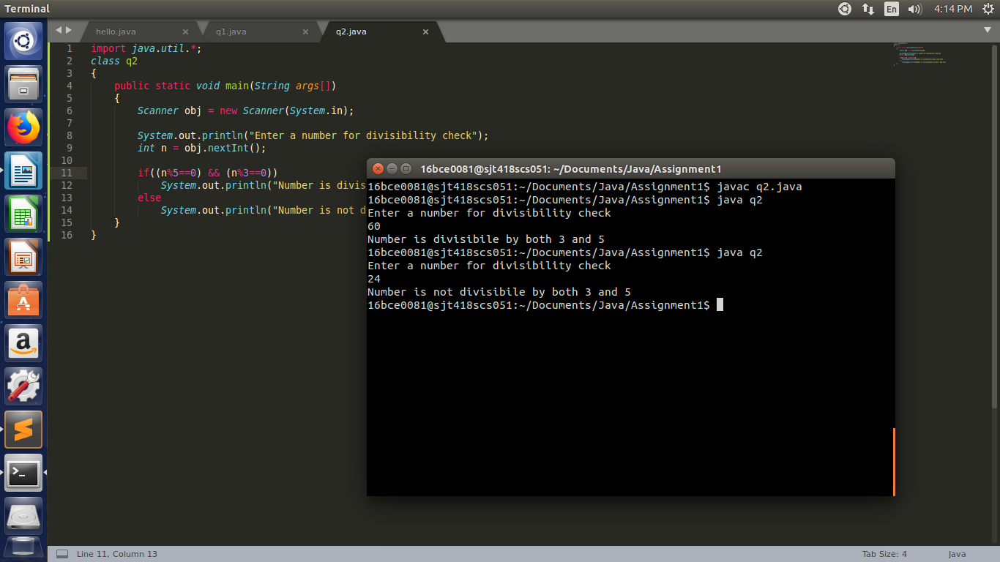 Terminal
En
4:14 PM
hello.java
q1.java
q2.java
1 import java.util.*;
2 class q2
3 {
4 public static void main(String args[])
5 {
6 Scanner obj = new Scanner(System.in);
7
8 System.out.println("Enter a number for divisibility check");
9 int n = obj.nextInt();
10
11 if((n%5==0) && (n%3==0))
12 System.out.println("Number is divis
13 else
14 System.out.println("Number is not d
15 }
16 }
16bce0081@sjt418scs051: ~/Documents/Java/Assignment1
16bce0081@sjt418scs051:~/Documents/Java/Assignment1$ javac q2.java
16bce0081@sjt418scs051:~/Documents/Java/Assignment1$ java q2
Enter a number for divisibility check
60
Number is divisibile by both 3 and 5
16bce0081@sjt418scs051:~/Documents/Java/Assignment1$ java q2
Enter a number for divisibility check
24
Number is not divisibile by both 3 and 5
16bce0081@sjt418scs051:~/Documents/Java/Assignment1$
Line 11, Column 13
Tab Size: 4
Java